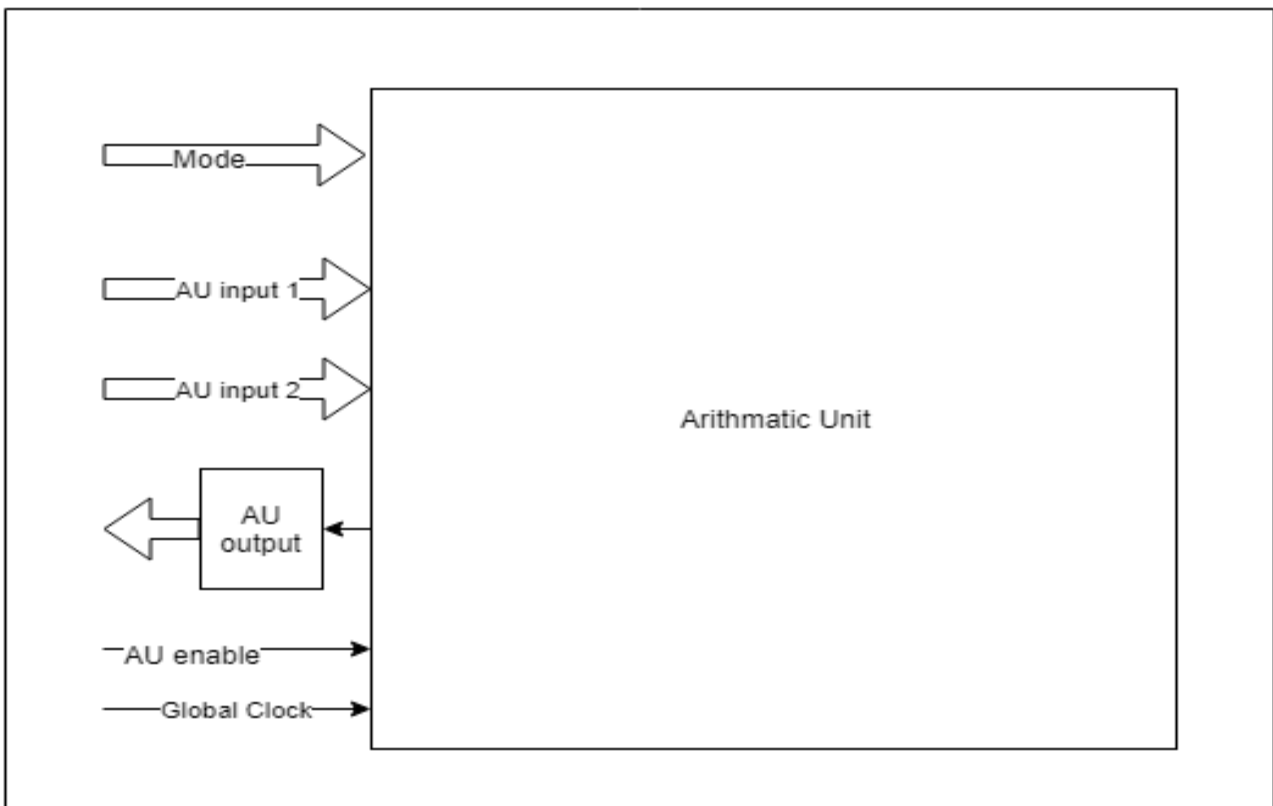 Mode
AU input 1
AU input 2
Arithmatic Unit
AU
output
AU enable
Global Clock